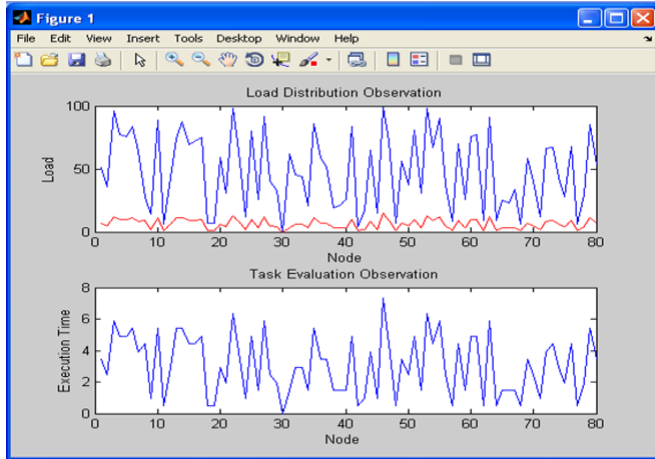 Figure 1
File Edit View Insert Tools Desktop Window Help
Load Distribution Observation
100
50
0
Load
0 10 20 30 40 50 60 70 80
Node
Task Evaluation Observation
8
6
4
2
0
Execution Time
0 10 20 30 40 50 60 70 80
Node